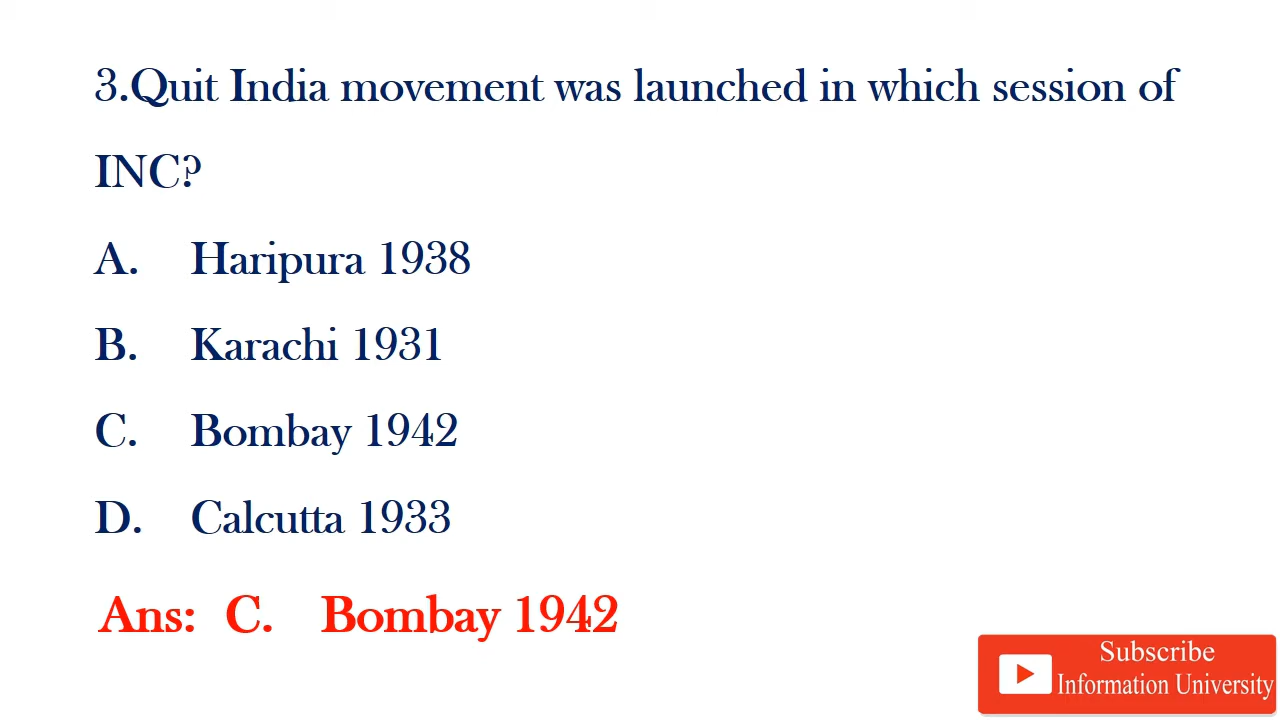 3.Quit India movement was launched in which session of
INC?
A. Haripura 1938
B. Karachi 1931
C. Bombay 1942
D. Calcutta 1933
Ans: C. Bombay 1942
Subscribe
Information University